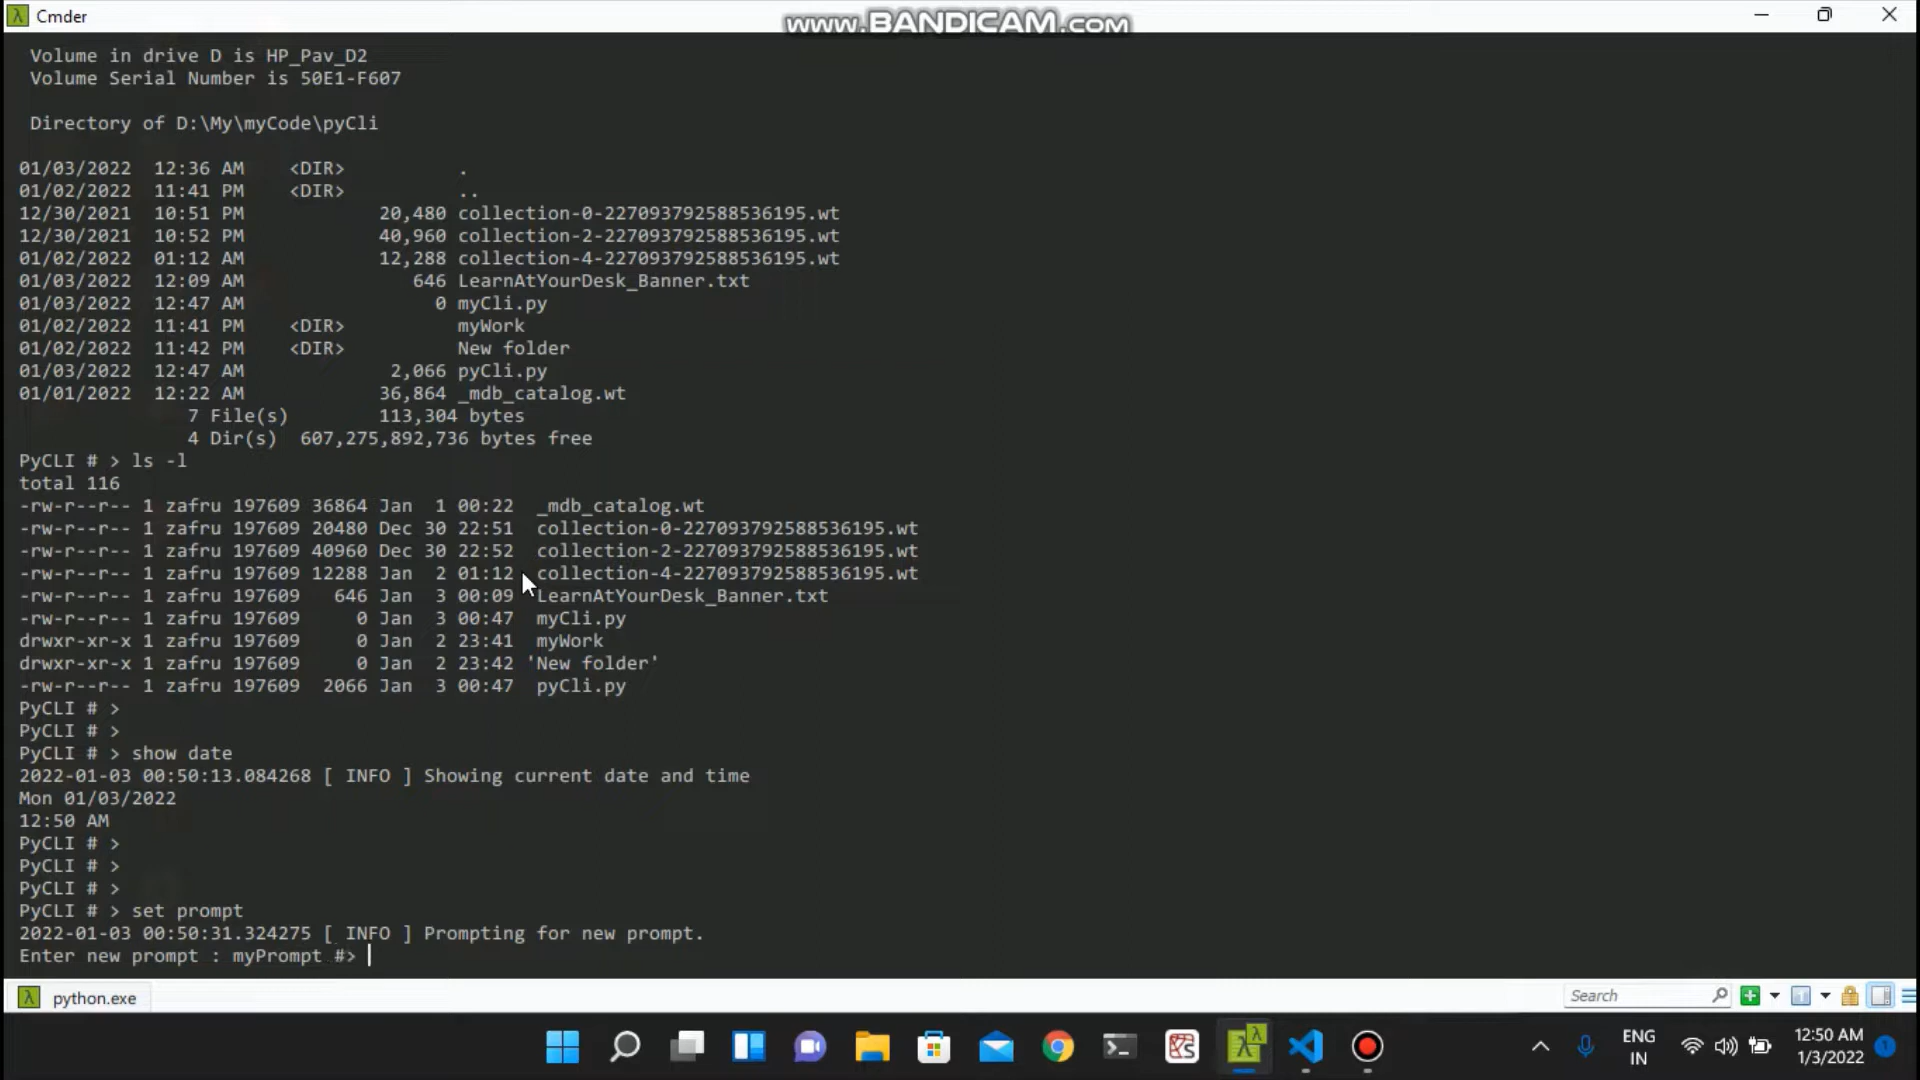 Cmder
www.BANDICAM.com
Volume in drive D is HP_Pav_D2
Volume Serial Number is 50E1-F607
Directory of D:\My\myCode\pyCli
01/03/2022  12:36 AM    <DIR>          .
01/02/2022  11:41 PM    <DIR>          ..
12/30/2021  10:51 PM            20,480 collection-0-2270937925885 36195.wt
12/30/2021  10:52 PM            40,960 collection-2-227093792588536195.wt
01/02/2022  01:12 AM            12,288 collection-4-227093792588536195.wt
01/03/2022  12:09 AM               646 LearnAtYourDesk_Banner.txt
01/03/2022  12:47 AM                 0 myCli.py
01/02/2022  11:41 PM    <DIR>          myWork
01/02/2022  11:42 PM    <DIR>          New folder
01/03/2022  12:47 AM             2,066 pyCli.py
01/01/2022  12:22 AM            36,864 _mdb_catalog.wt
7 File(s)        113,304 bytes
4 Dir(s)  607,275,892,736 bytes free
PyCLI # > ls -l
total 116
-rw-r--r-- 1 zafru 197609 36864 Jan  1 00:22  _mdb_catalog.wt
-rw-r--r-- 1 zafru 197609 20480 Dec 30 22:51  collection-0-227093792588536195.wt
-rw-r--r-- 1 zafru 197609 40960 Dec 30 22:52  collection-2-227093792588536195.wt
-rw-r--r-- 1 zafru 197609 12288 Jan  2 01:12  collection-4-227093792588536195.wt
-rw-r--r-- 1 zafru 197609   646 Jan  3 00:09  LearnAtYourDesk_Banner.txt
-rw-r--r-- 1 zafru 197609     0 Jan  3 00:47  myCli.py
drwxr-xr-x 1 zafru 197609     0 Jan  2 23:41  myWork
drwxr-xr-x 1 zafru 197609     0 Jan  2 23:42 'New folder'
-rw-r--r-- 1 zafru 197609  2066 Jan  3 00:47  pyCli.py
PyCLI # >
PyCLI # >
PyCLI # > show date
2022-01-03 00:50:13.084268 [ INFO ] Showing current date and time
Mon 01/03/2022
12:50 AM
PyCLI # >
PyCLI # >
PyCLI # >
PyCLI # > set prompt
2022-01-03 00:50:31.324275 [ INFO ] Prompting for new prompt.
Enter new prompt : myPrompt #>
python.exe
Search
ENG
IN
12:50 AM
1/3/2022